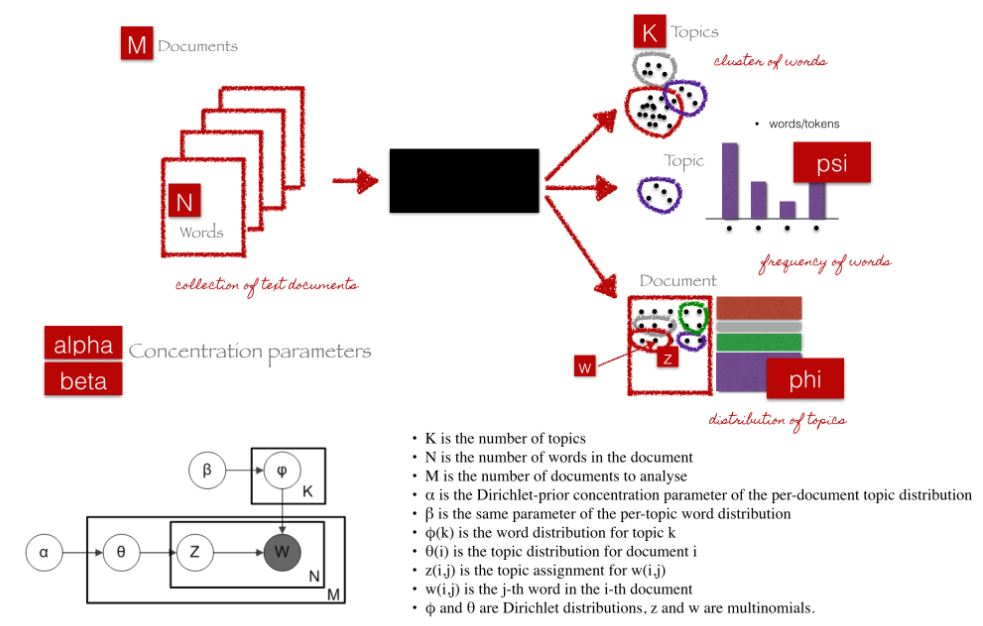 M Documents
N
Words
collection of text documents
K Topics
cluster of words
• words/tokens
Topic
psi
frequency of words
Document
w
z
phi
distribution of topics
alpha
beta
Concentration parameters
β
φ
K
α
θ
Z
W
N
M
• K is the number of topics
• N is the number of words in the document
• M is the number of documents to analyse
• α is the Dirichlet-prior concentration parameter of the per-document topic distribution
• β is the same parameter of the per-topic word distribution
• ϕ(k) is the word distribution for topic k
• θ(i) is the topic distribution for document i
• z(i,j) is the topic assignment for w(i,j)
• w(i,j) is the j-th word in the i-th document
• ϕ and θ are Dirichlet distributions, z and w are multinomials.